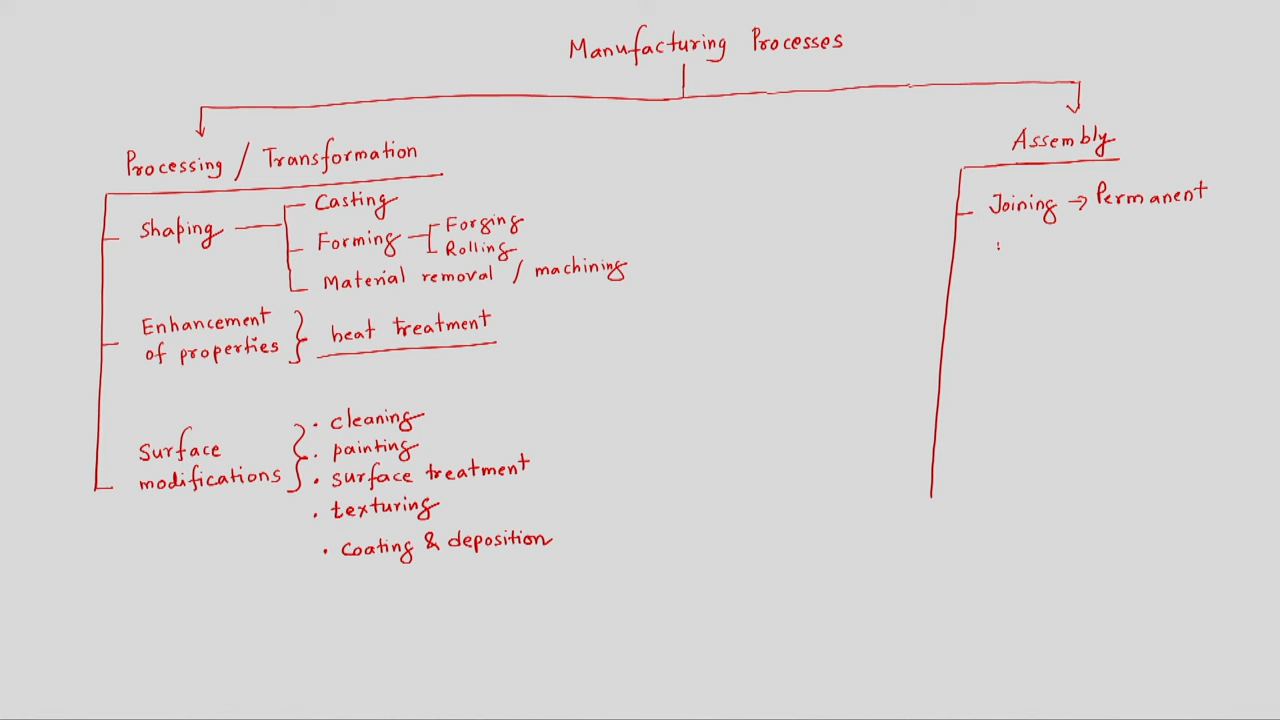 Manufacturing Processes
Processing / Transformation
Shaping
Casting
Forming
Forging
Rolling
Material removal / machining
Enhancement
of properties
heat treatment
Surface
modifications
• cleaning
• painting
• surface treatment
• texturing
• coating & deposition
Assembly
Joining → Permanent